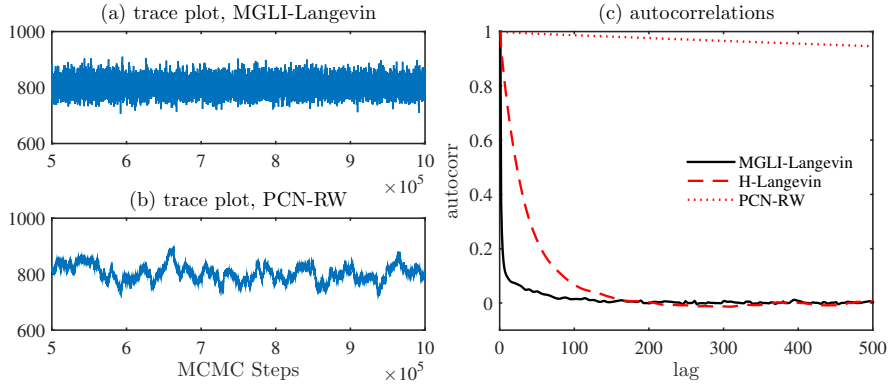 (a) trace plot, MGLI-Langevin
1000
800
600
5 6 7 8 9 10
×10^5
(b) trace plot, PCN-RW
1000
800
600
5 6 7 8 9 10
MCMC Steps
×10^5
(c) autocorrelations
autocorr
1
0.8
0.6
0.4
0.2
0
MGLI-Langevin
H-Langevin
PCN-RW
0 100 200 300 400 500
lag